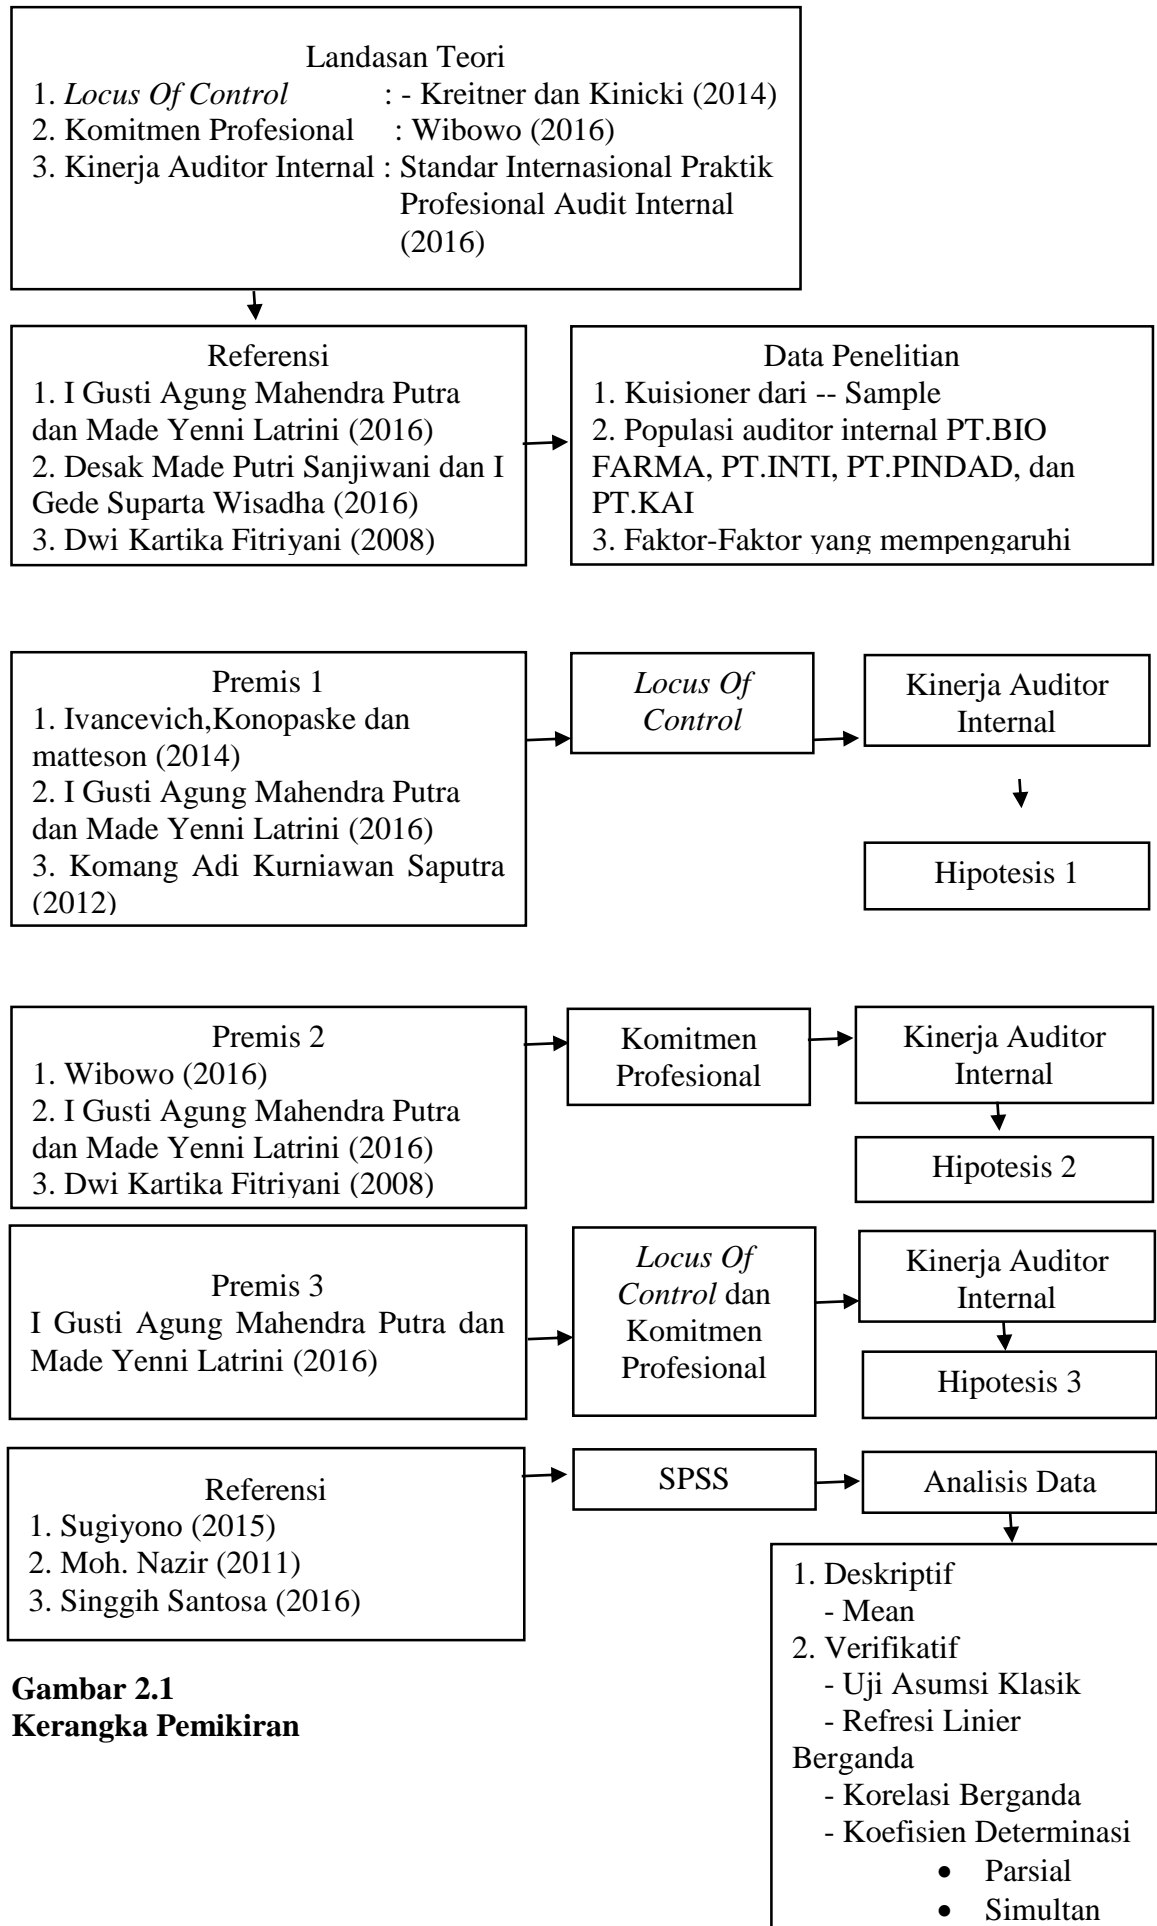 Landasan Teori
1. Locus Of Control : - Kreitner dan Kinicki (2014)
2. Komitmen Profesional : Wibowo (2016)
3. Kinerja Auditor Internal : Standar Internasional Praktik
Profesional Audit Internal
(2016)
Referensi
1. I Gusti Agung Mahendra Putra
dan Made Yenni Latrini (2016)
2. Desak Made Putri Sanjiwani dan I
Gede Suparta Wisadha (2016)
3. Dwi Kartika Fitriyani (2008)
Data Penelitian
1. Kuisioner dari -- Sample
2. Populasi auditor internal PT.BIO
FARMA, PT.INTI, PT.PINDAD, dan
PT.KAI
3. Faktor-Faktor yang mempengaruhi
Premis 1
1. Ivancevich,Konopaske dan
matteson (2014)
2. I Gusti Agung Mahendra Putra
dan Made Yenni Latrini (2016)
3. Komang Adi Kurniawan Saputra
(2012)
Locus Of
Control
Kinerja Auditor
Internal
Hipotesis 1
Premis 2
1. Wibowo (2016)
2. I Gusti Agung Mahendra Putra
dan Made Yenni Latrini (2016)
3. Dwi Kartika Fitriyani (2008)
Komitmen
Profesional
Kinerja Auditor
Internal
Hipotesis 2
Premis 3
I Gusti Agung Mahendra Putra dan
Made Yenni Latrini (2016)
Locus Of
Control dan
Komitmen
Profesional
Kinerja Auditor
Internal
Hipotesis 3
Referensi
1. Sugiyono (2015)
2. Moh. Nazir (2011)
3. Singgih Santosa (2016)
SPSS
Analisis Data
1. Deskriptif
- Mean
2. Verifikatif
- Uji Asumsi Klasik
- Refresi Linier
Berganda
- Korelasi Berganda
- Koefisien Determinasi
• Parsial
• Simultan
Gambar 2.1
Kerangka Pemikiran